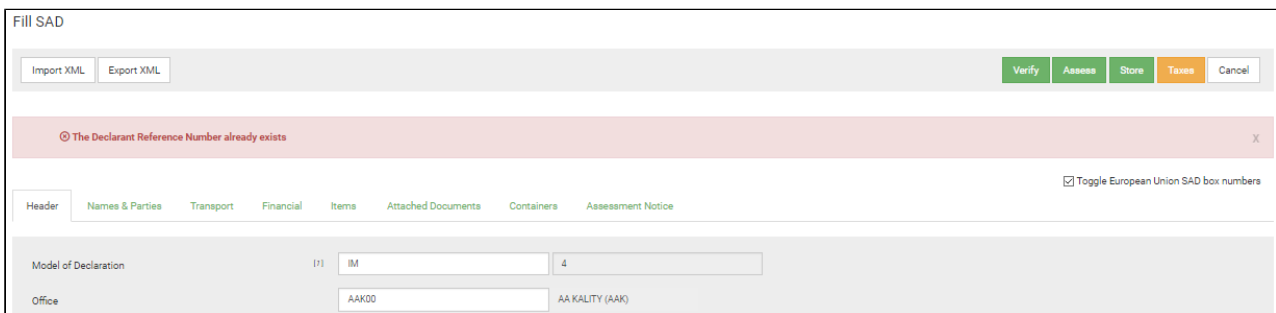 Fill SAD
Import XML Export XML Verify Assess Store Taxes Cancel
The Declarant Reference Number already exists X
Toggle European Union SAD box numbers
Header Names & Parties Transport Financial Items Attached Documents Containers Assessment Notice
Model of Declaration [?] IM 4
Office AAK00 AA KALITY (AAK)